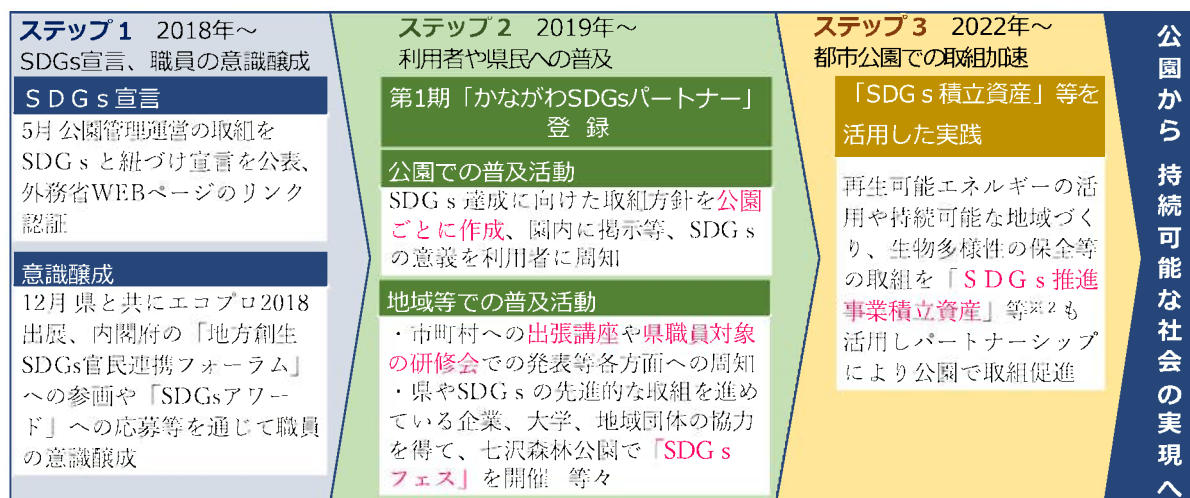 ステップ1 2018年～
SDGs宣言、職員の意識醸成
ＳＤＧｓ宣言
5月 公園管理運営の取組を
SDGｓと紐づけ宣言を公表、
外務省WEBページのリンク
認証
意識醸成
12月 県と共にエコプロ2018
出展、内閣府の「地方創生
SDGs官民連携フォーラム」
への参画や「SDGsアワー
ド」への応募等を通じて職員
の意識醸成
ステップ2 2019年～
利用者や県民への普及
第1期「かながわSDGsパートナー」
登 録
公園での普及活動
SDGｓ達成に向けた取組方針を公園
ごとに作成、園内に掲示等、SDGｓ
の意義を利用者に周知
地域等での普及活動
・市町村への出張講座や県職員対象
の研修会での発表等各方面への周知
・県やSDGｓの先進的な取組を進め
ている企業、大学、地域団体の協力
を得て、七沢森林公園で「SDGｓ
フェス」を開催 等々
ステップ3 2022年～
都市公園での取組加速
「SDGｓ積立資産」等を
活用した実践
再生可能エネルギーの活
用や持続可能な地域づく
り、生物多様性の保全等
の取組を「ＳＤＧｓ推進
事業積立資産」等※2も
活用しパートナーシップ
により公園で取組促進
公園から 持続可能な社会の実現へ